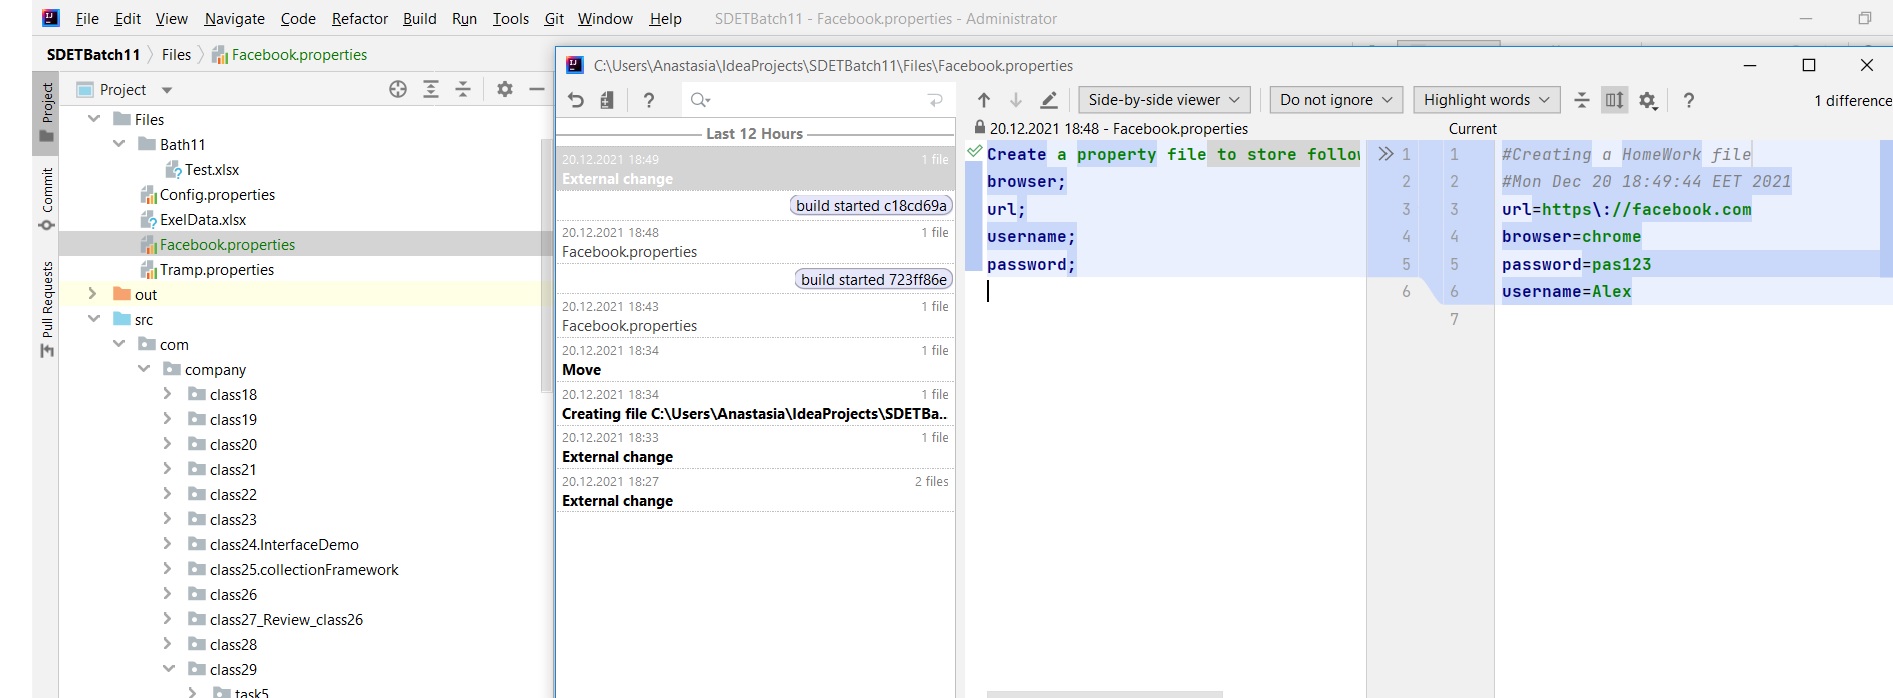 File Edit View Navigate Code Refactor Build Run Tools Git Window Help SDETBatch11 - Facebook.properties - Administrator
SDETBatch11 Files Facebook.properties
Project
Commit
Pull Requests
Project
Files
Bath11
Test.xlsx
Config.properties
ExelData.xlsx
Facebook.properties
Tramp.properties
out
src
com
company
class18
class19
class20
class21
class22
class23
class24.InterfaceDemo
class25.collectionFramework
class26
class27_Review_class26
class28
class29
task5
C:\Users\Anastasia\IdeaProjects\SDETBatch11\Files\Facebook.properties
Side-by-side viewer Do not ignore Highlight words ? 1 difference
Last 12 Hours
20.12.2021 18:49 1 file
External change
build started c18cd69a
20.12.2021 18:48 1 file
Facebook.properties
build started 723ff86e
20.12.2021 18:43 1 file
Facebook.properties
20.12.2021 18:34 1 file
Move
20.12.2021 18:34 1 file
Creating file C:\Users\Anastasia\IdeaProjects\SDETBa..
20.12.2021 18:33 1 file
External change
20.12.2021 18:27 2 files
External change
20.12.2021 18:48 - Facebook.properties
Create a property file to store follow
browser;
url;
username;
password;
1
2
3
4
5
6
Current
1 #Creating a HomeWork file
2 #Mon Dec 20 18:49:44 EET 2021
3 url=https\://facebook.com
4 browser=chrome
5 password=pas123
6 username=Alex
7